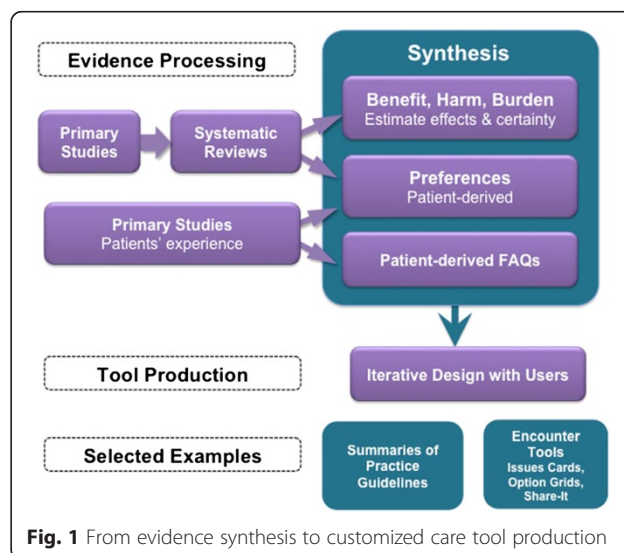 Evidence Processing
Synthesis
Benefit, Harm, Burden
Estimate effects & certainty
Primary
Studies
Systematic
Reviews
Preferences
Patient-derived
Primary Studies
Patients' experience
Patient-derived FAQs
Tool Production
Iterative Design with Users
Selected Examples
Summaries of
Practice
Guidelines
Encounter
Tools
Issues Cards,
Option Grids,
Share-It
Fig. 1 From evidence synthesis to customized care tool production